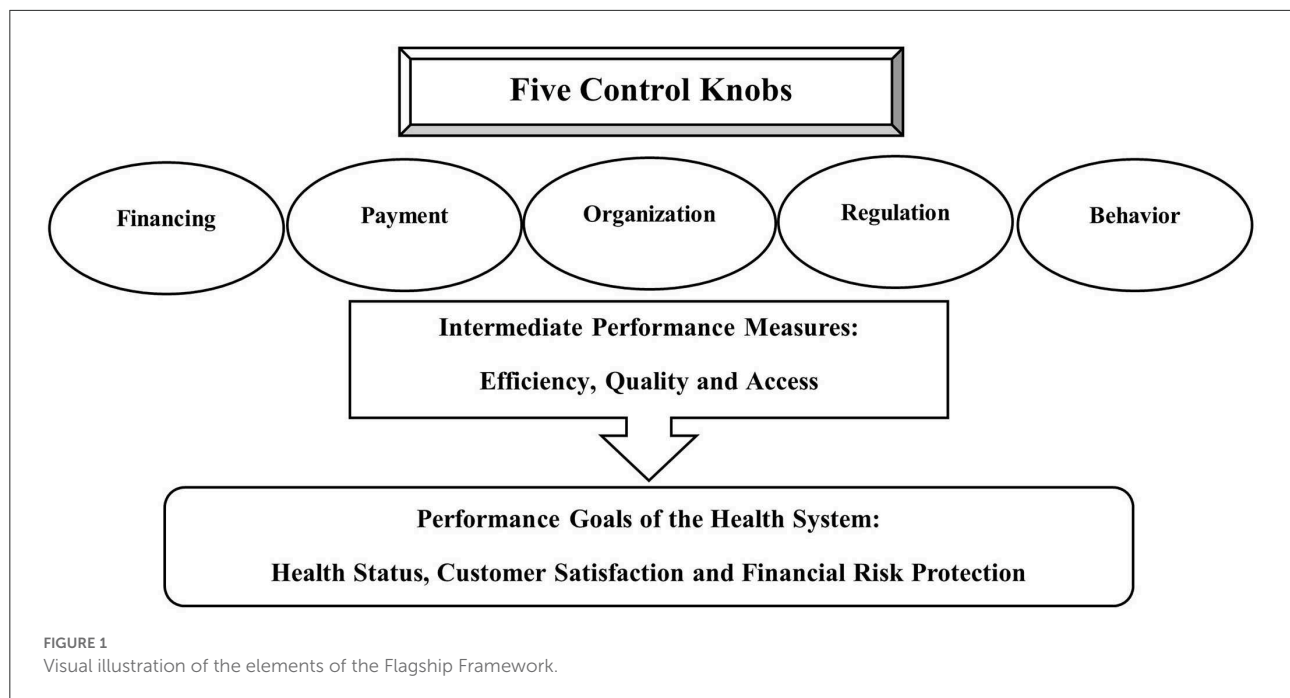 Five Control Knobs
Financing
Payment
Organization
Regulation
Behavior
Intermediate Performance Measures:
Efficiency, Quality and Access
Performance Goals of the Health System:
Health Status, Customer Satisfaction and Financial Risk Protection
FIGURE 1
Visual illustration of the elements of the Flagship Framework.